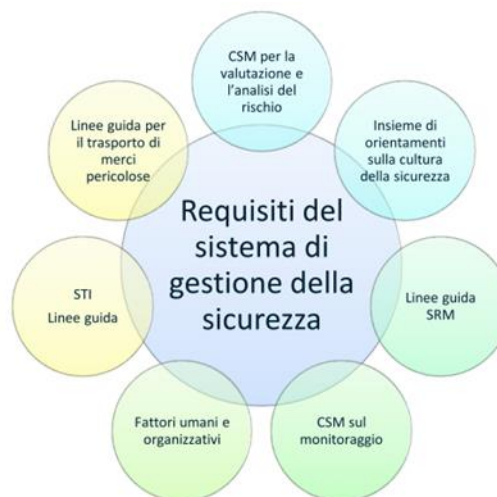 CSM per la
valutazione e
l'analisi del
rischio
Linee guida per
il trasporto di
merci
pericolose
Insieme di
orientamenti
sulla cultura
della sicurezza
Requisiti del
sistema di
gestione della
sicurezza
STI
Linee guida
Linee guida
SRM
Fattori umani e
organizzativi
CSM sul
monitoraggio